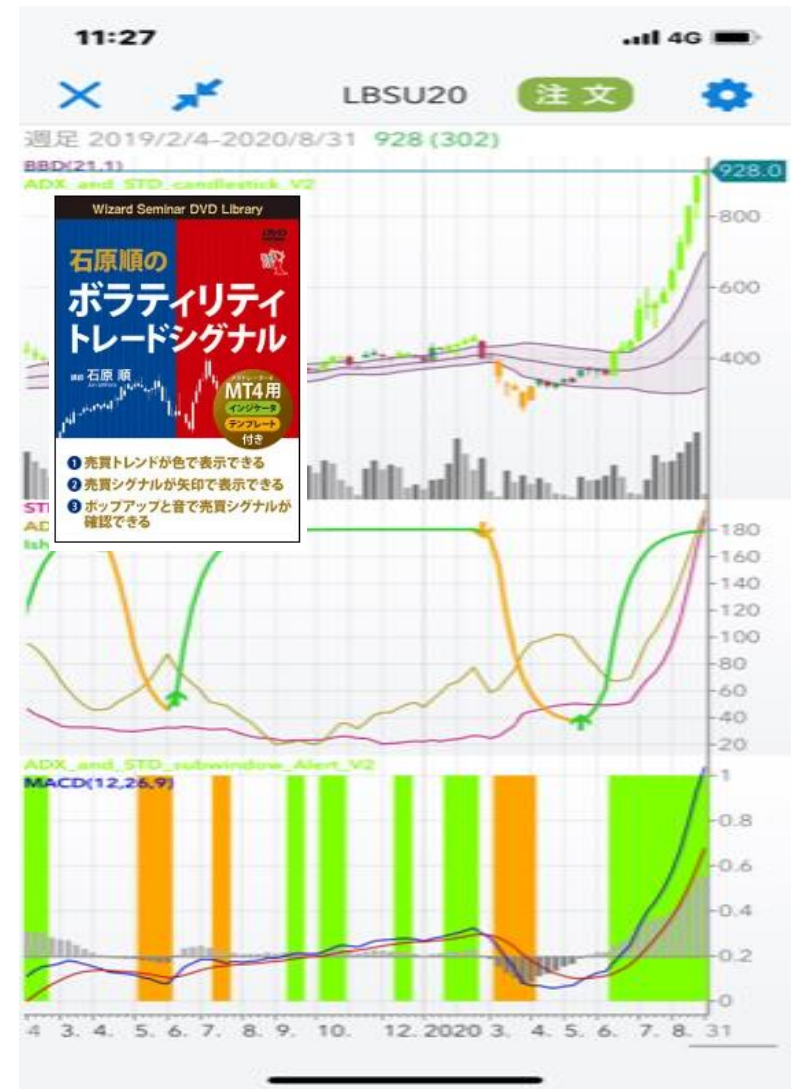 11:27
4G
LBSU20
注文
週足 2019/2/4-2020/8/31 928 (302)
BBD(21,1)
ADX_and_STD_candlestick_V2
928.0
800
600
400
Wizard Seminar DVD Library
DVD
石原順の
ボラティリティ
トレードシグナル
講師 石原 順
MT4用
インジケータ
テンプレート
付き
1 売買トレンドが色で表示できる
2 売買シグナルが矢印で表示できる
3 ポップアップと音で売買シグナルが
確認できる
ST
AD
Ish
180
160
140
120
100
80
60
40
20
ADX_and_STD_subwindow_Alert_V2
MACD(12,26,9)
1
0.8
0.6
0.4
0.2
0
4 3. 4. 5. 6. 7. 8. 9. 10. 12. 2020 3. 4. 5. 6. 7. 8. 31